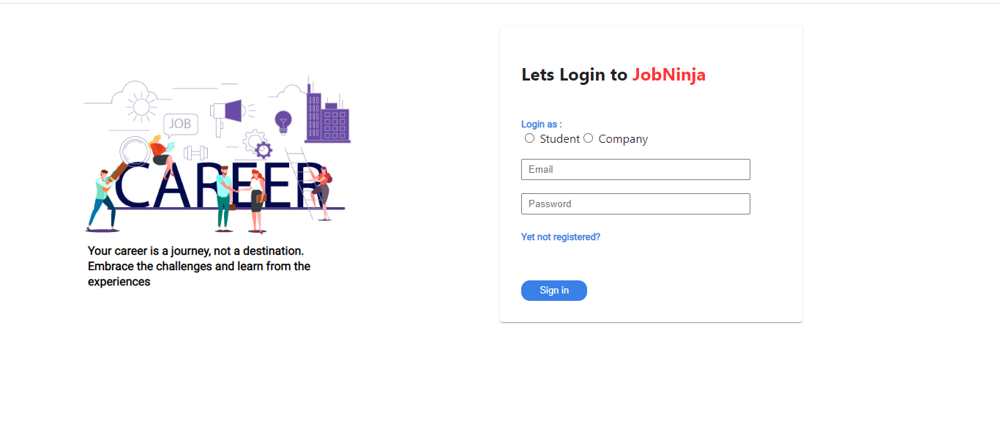 JOB
CAREER
Your career is a journey, not a destination.
Embrace the challenges and learn from the
experiences
Lets Login to JobNinja
Login as :
Student Company
Email
Password
Yet not registered?
Sign in